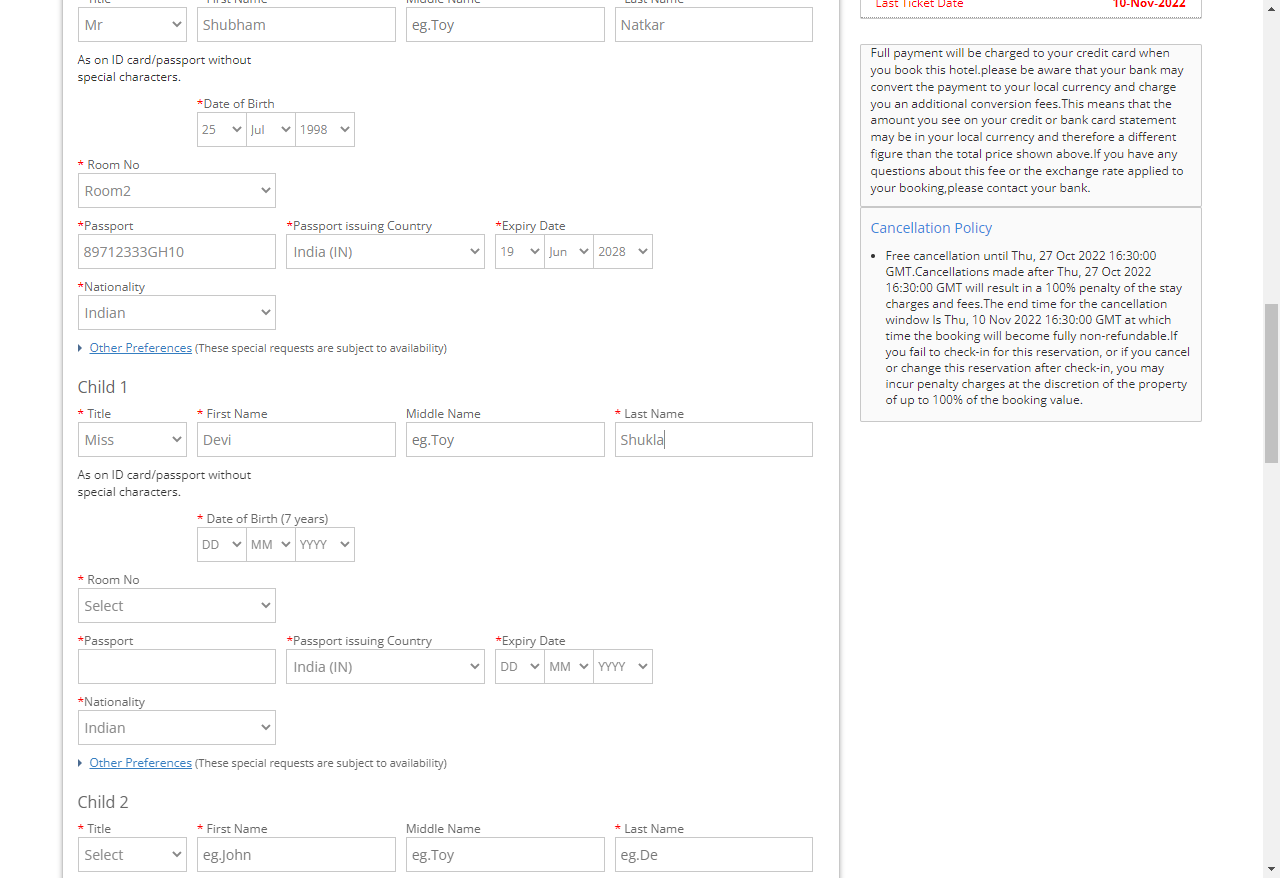 Title First Name Middle Name Last Name
Mr Shubham eg.Toy Natkar
As on ID card/passport without
special characters.
*Date of Birth
25 Jul 1998
* Room No
Room2
*Passport *Passport issuing Country *Expiry Date
89712333GH10 India (IN) 19 Jun 2028
*Nationality
Indian
Other Preferences (These special requests are subject to availability)
Child 1
* Title * First Name Middle Name * Last Name
Miss Devi eg.Toy Shukla
As on ID card/passport without
special characters.
* Date of Birth (7 years)
DD MM YYYY
* Room No
Select
*Passport *Passport issuing Country *Expiry Date
India (IN) DD MM YYYY
*Nationality
Indian
Other Preferences (These special requests are subject to availability)
Child 2
* Title * First Name Middle Name * Last Name
Select eg.John eg.Toy eg.De
Last Ticket Date 10-Nov-2022
Full payment will be charged to your credit card when
you book this hotel.please be aware that your bank may
convert the payment to your local currency and charge
you an additional conversion fees.This means that the
amount you see on your credit or bank card statement
may be in your local currency and therefore a different
figure than the total price shown above.If you have any
questions about this fee or the exchange rate applied to
your booking,please contact your bank.
Cancellation Policy
• Free cancellation until Thu, 27 Oct 2022 16:30:00
GMT.Cancellations made after Thu, 27 Oct 2022
16:30:00 GMT will result in a 100% penalty of the stay
charges and fees.The end time for the cancellation
window Is Thu, 10 Nov 2022 16:30:00 GMT at which
time the booking will become fully non-refundable.If
you fail to check-in for this reservation, or if you cancel
or change this reservation after check-in, you may
incur penalty charges at the discretion of the property
of up to 100% of the booking value.